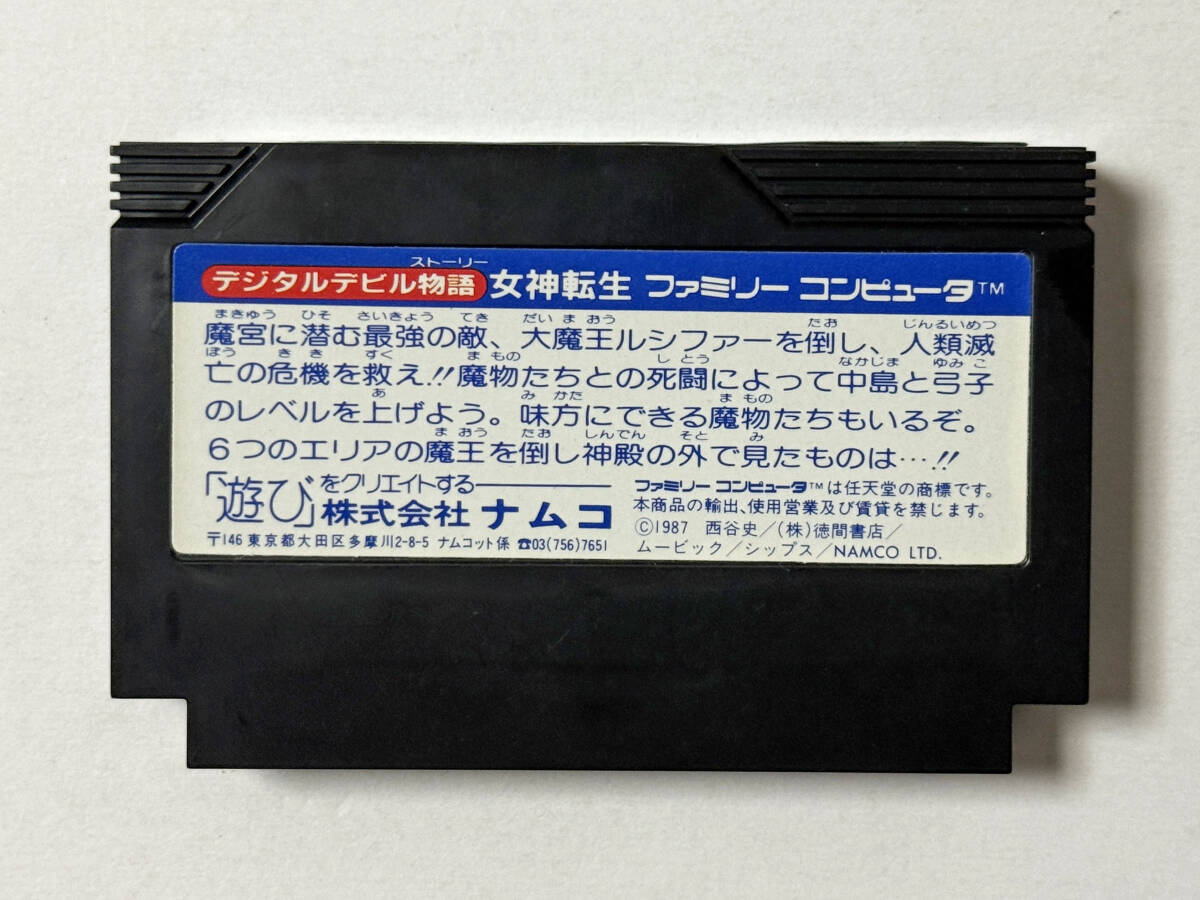 ストーリー
デジタルデビル物語 女神転生 ファミリー コンピュータ™
まきゅう ひそ さいきょう てき だい ま おう たお じんるいめつ
魔宮に潜む最強の敵、大魔王ルシファーを倒し、人類滅
ぼう き き すく ま もの し とう なかじま ゆみ こ
亡の危機を救え!!魔物たちとの死闘によって中島と弓子
あ み かた ま もの
のレベルを上げよう。味方にできる魔物たちもいるぞ。
ま おう たお しんでん そと み
6つのエリアの魔王を倒し神殿の外で見たものは…!!
「遊び」をクリエイトする
株式会社 ナムコ
〒146 東京都大田区多摩川2-8-5 ナムコット係 ☎03(756)7651
ファミリー コンピュータ™は任天堂の商標です。
本商品の輸出、使用営業及び賃貸を禁じます。
©1987 西谷史/(株)徳間書店/
ムービック/シップス/NAMCO LTD.